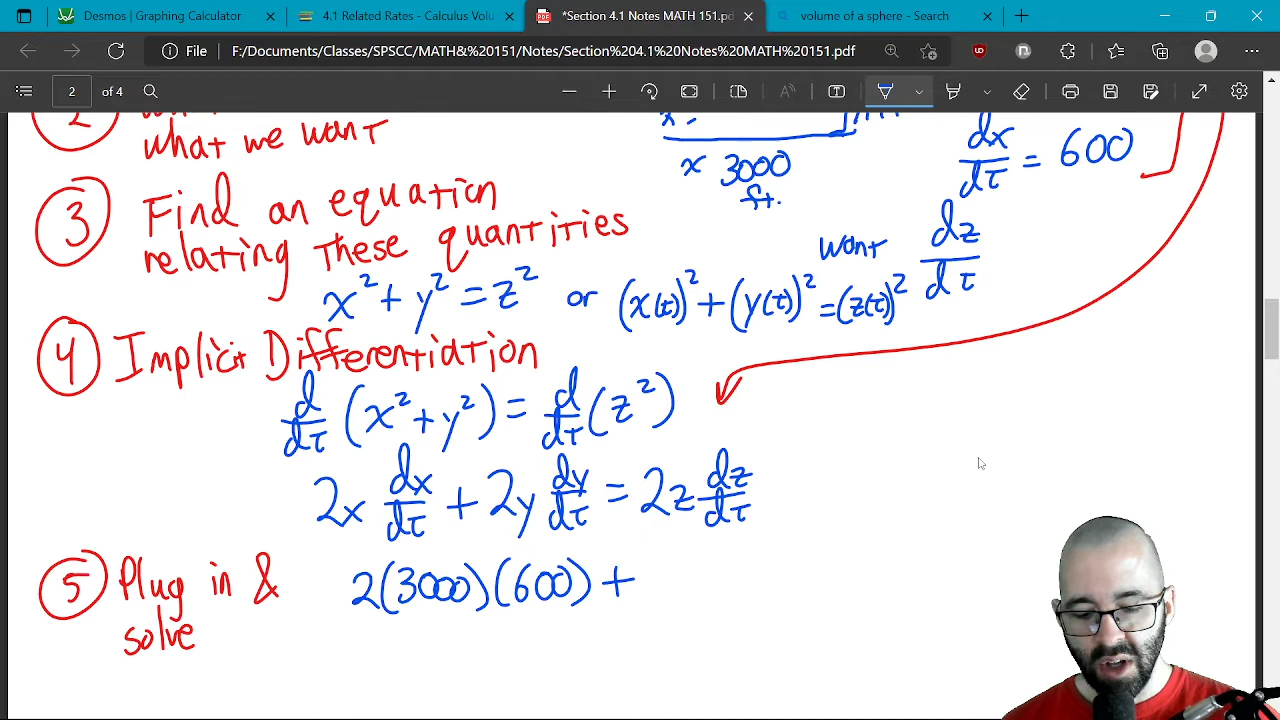 Desmos | Graphing Calculator
4.1 Related Rates - Calculus Volu
*Section 4.1 Notes MATH 151.pd
volume of a sphere - Search
File
F:/Documents/Classes/SPSCC/MATH&%20151/Notes/Section%204.1%20Notes%20MATH%20151.pdf
2 of 4
2
what we want
x 3000
ft.
dx/dt = 600
3 Find an equation
relating these quantities
want dz/dt
x² + y² = z² or (x(t))² + (y(t))² = (z(t))²
4 Implicit Differentiation
d/dt (x² + y²) = d/dt (z²)
2x dx/dt + 2y dy/dt = 2z dz/dt
5 Plug in &
solve
2(3000)(600) +